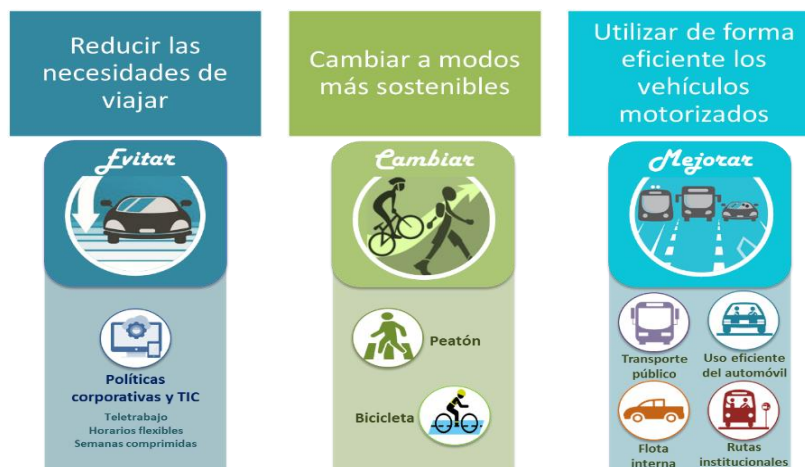 Reducir las
necesidades de
viajar
Evitar
Políticas
corporativas y TIC
Teletrabajo
Horarios flexibles
Semanas comprimidas
Cambiar a modos
más sostenibles
Cambiar
Peatón
Bicicleta
Utilizar de forma
eficiente los
vehículos
motorizados
Mejorar
Transporte
público
Uso eficiente
del automóvil
Flota
interna
Rutas
institucionales